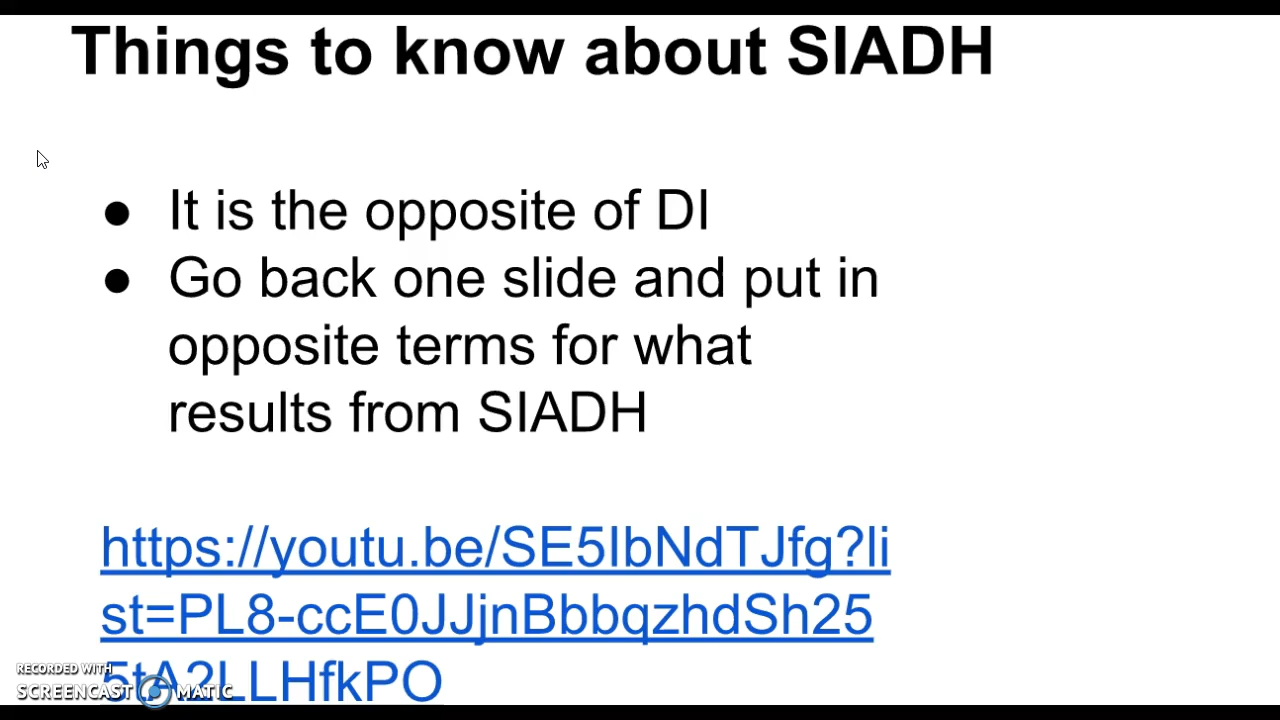 Things to know about SIADH
● It is the opposite of DI
● Go back one slide and put in
opposite terms for what
results from SIADH
https://youtu.be/SE5IbNdTJfg?li
st=PL8-ccE0JJjnBbbqzhdSh25
5tA2LLHfkPO
RECORDED WITH
SCREENCAST MATIC